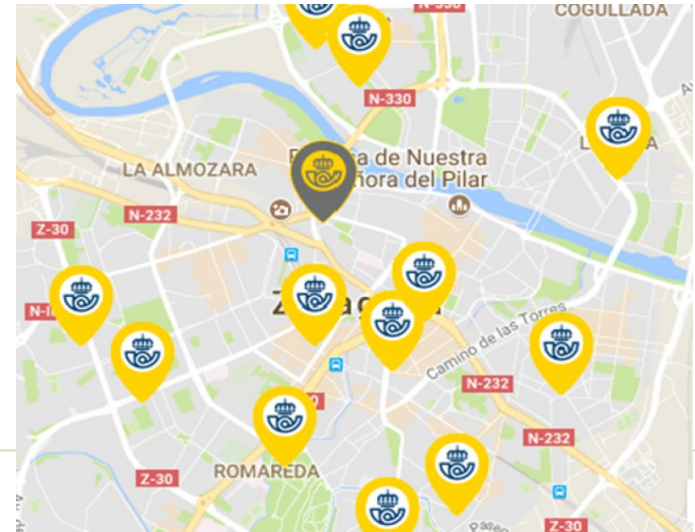 COGULLADA
N-330
LA ALMOZARA
a de Nuestra
ñora del Pilar
N-232
Z-30
Camino de las Torres
N-232
N-232
ROMAREDA
Z-30
Z-30